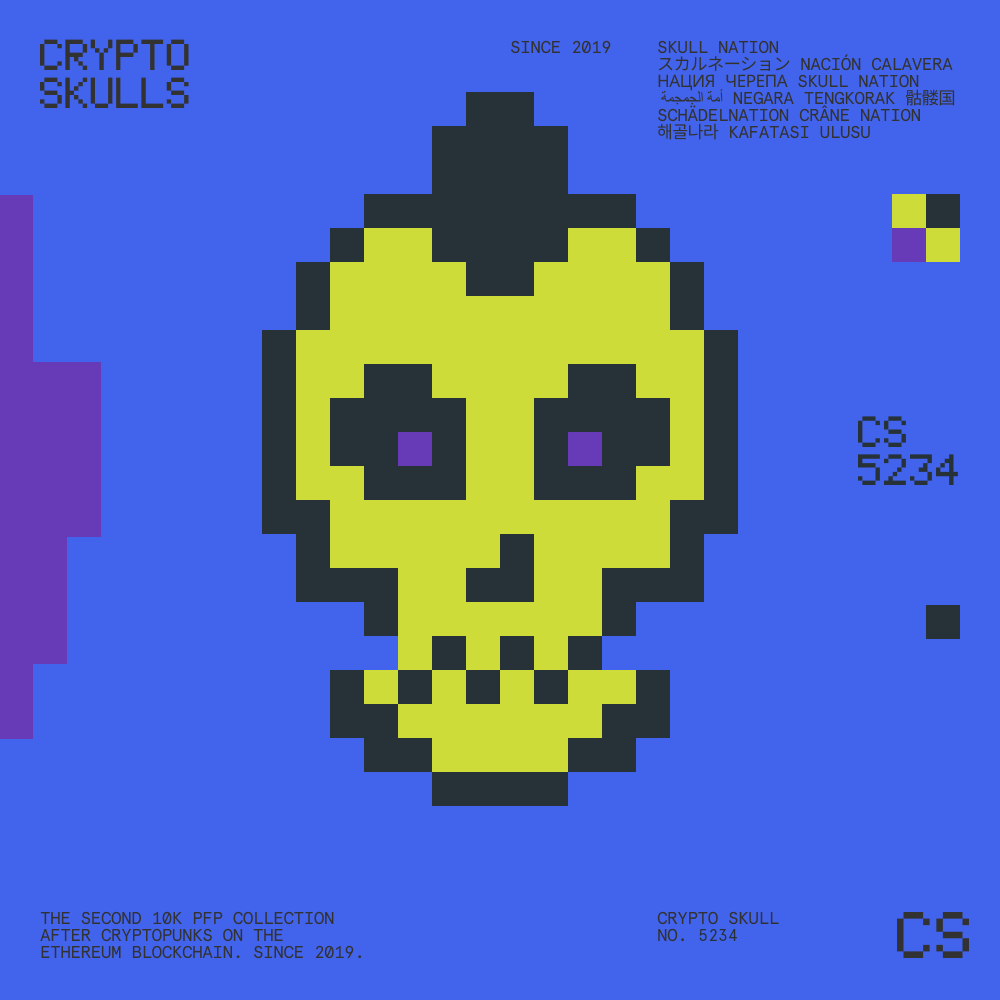 CRYPTO
SKULLS
SINCE 2019
SKULL NATION
スカルネーション NACIÓN CALAVERA
НАЦИЯ ЧЕРЕПА SKULL NATION
أمة الجمجمة NEGARA TENGKORAK 骷髅国
SCHÄDELNATION CRÂNE NATION
해골나라 KAFATASI ULUSU
CS
5234
THE SECOND 10K PFP COLLECTION
AFTER CRYPTOPUNKS ON THE
ETHEREUM BLOCKCHAIN. SINCE 2019.
CRYPTO SKULL
NO. 5234
CS